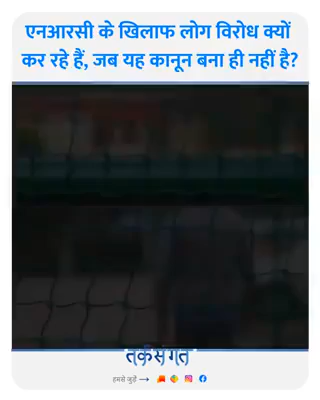 एनआरसी के खिलाफ लोग विरोध क्यों
कर रहे हैं, जब यह कानून बना ही नहीं है?
तर्कसंगत
हमसे जुड़ें →